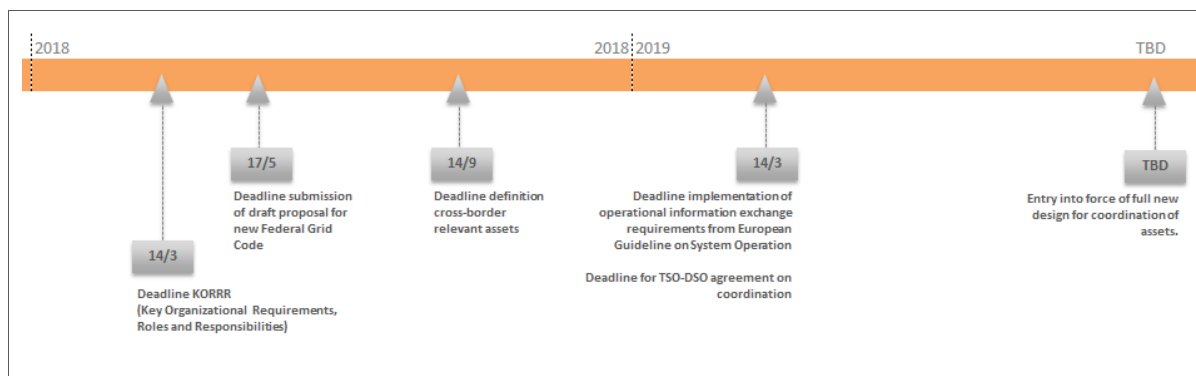 2018
2018
2019
TBD
14/3
Deadline KORRR
(Key Organizational Requirements,
Roles and Responsibilities)
17/5
Deadline submission
of draft proposal for
new Federal Grid
Code
14/9
Deadline definition
cross-border
relevant assets
14/3
Deadline implementation of
operational information exchange
requirements from European
Guideline on System Operation
Deadline for TSO-DSO agreement on
coordination
TBD
Entry into force of full new
design for coordination of
assets.